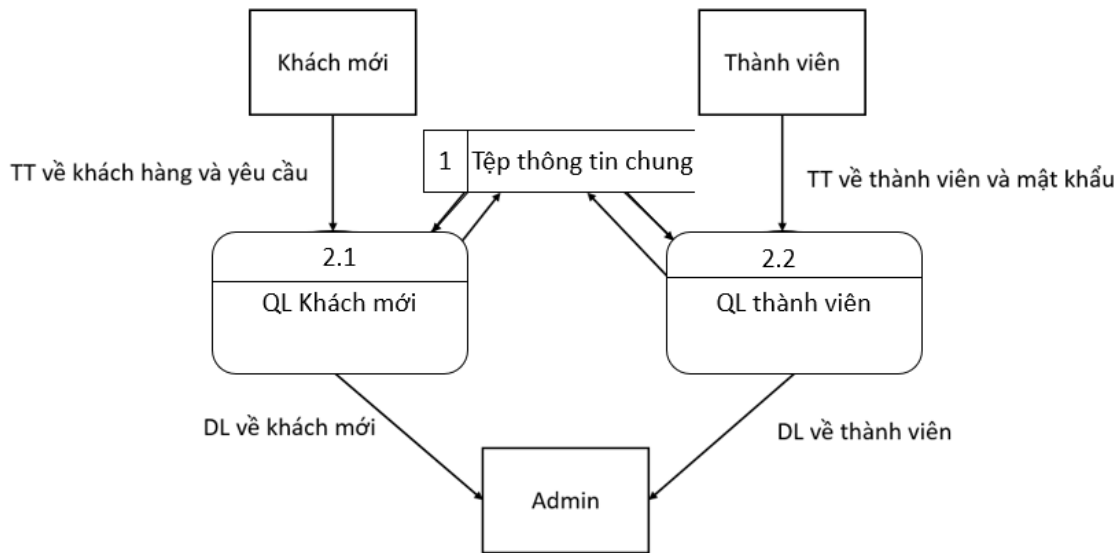 Khách mới
Thành viên
1 Tệp thông tin chung
TT về khách hàng và yêu cầu
TT về thành viên và mật khẩu
2.1
QL Khách mới
2.2
QL thành viên
DL về khách mới
DL về thành viên
Admin